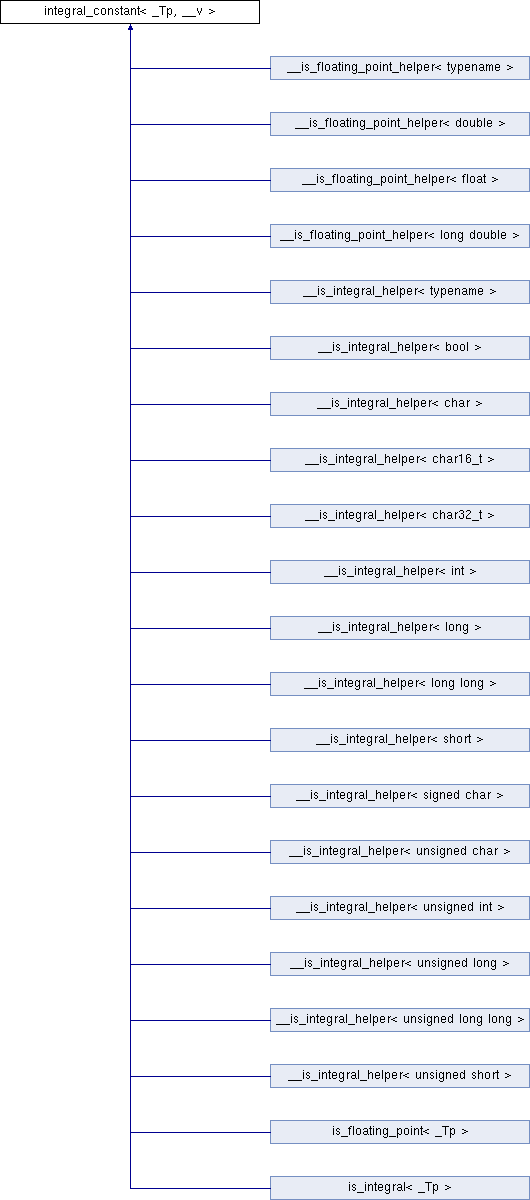 integral_constant< _Tp, __v >
__is_floating_point_helper< typename >
__is_floating_point_helper< double >
__is_floating_point_helper< float >
__is_floating_point_helper< long double >
__is_integral_helper< typename >
__is_integral_helper< bool >
__is_integral_helper< char >
__is_integral_helper< char16_t >
__is_integral_helper< char32_t >
__is_integral_helper< int >
__is_integral_helper< long >
__is_integral_helper< long long >
__is_integral_helper< short >
__is_integral_helper< signed char >
__is_integral_helper< unsigned char >
__is_integral_helper< unsigned int >
__is_integral_helper< unsigned long >
__is_integral_helper< unsigned long long >
__is_integral_helper< unsigned short >
is_floating_point< _Tp >
is_integral< _Tp >